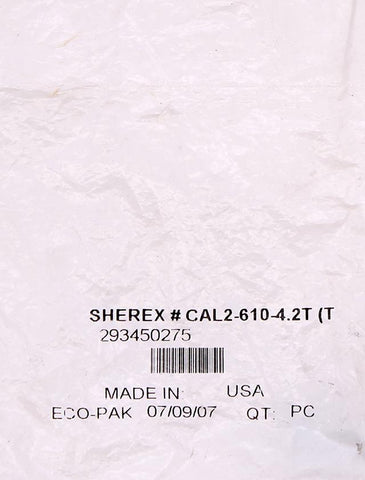 SHEREX # CAL2-610-4.2T (T
293450275
MADE IN: USA
ECO-PAK 07/09/07 QT: PC